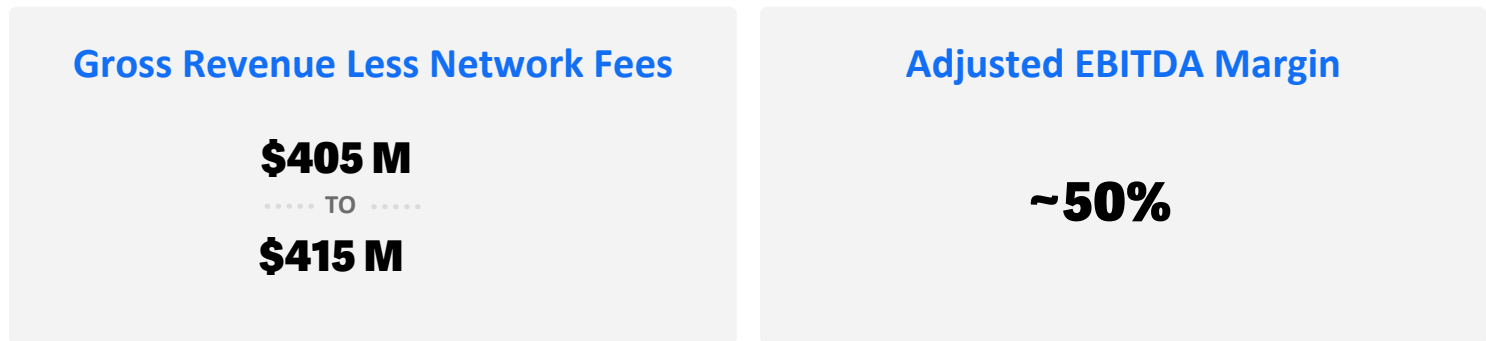 Gross Revenue Less Network Fees
$405 M
TO
$415 M
Adjusted EBITDA Margin
~50%